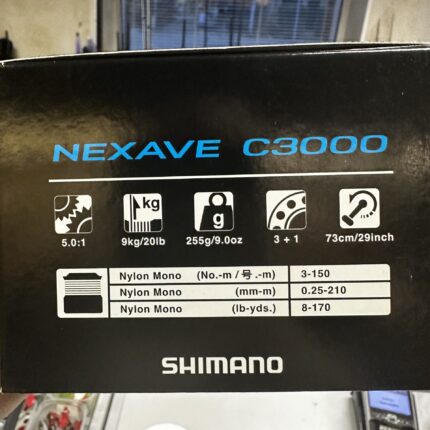 NEXAVE C3000
kg
g
5.0:1 9kg/20lb 255g/9.0oz 3 + 1 73cm/29inch
Nylon Mono (No.-m / 号.-m) 3-150
Nylon Mono (mm-m) 0.25-210
Nylon Mono (lb-yds.) 8-170
SHIMANO